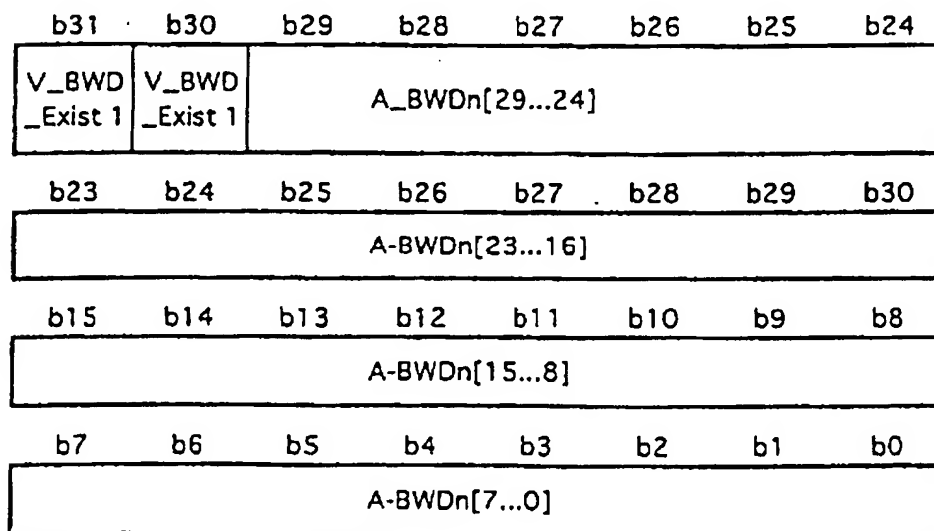 b31 b30 b29 b28 b27 b26 b25 b24
V_BWD V_BWD
_Exist 1 _Exist 1
A_BWDn[29...24]
b23 b24 b25 b26 b27 b28 b29 b30
A-BWDn[23...16]
b15 b14 b13 b12 b11 b10 b9 b8
A-BWDn[15...8]
b7 b6 b5 b4 b3 b2 b1 b0
A-BWDn[7...0]